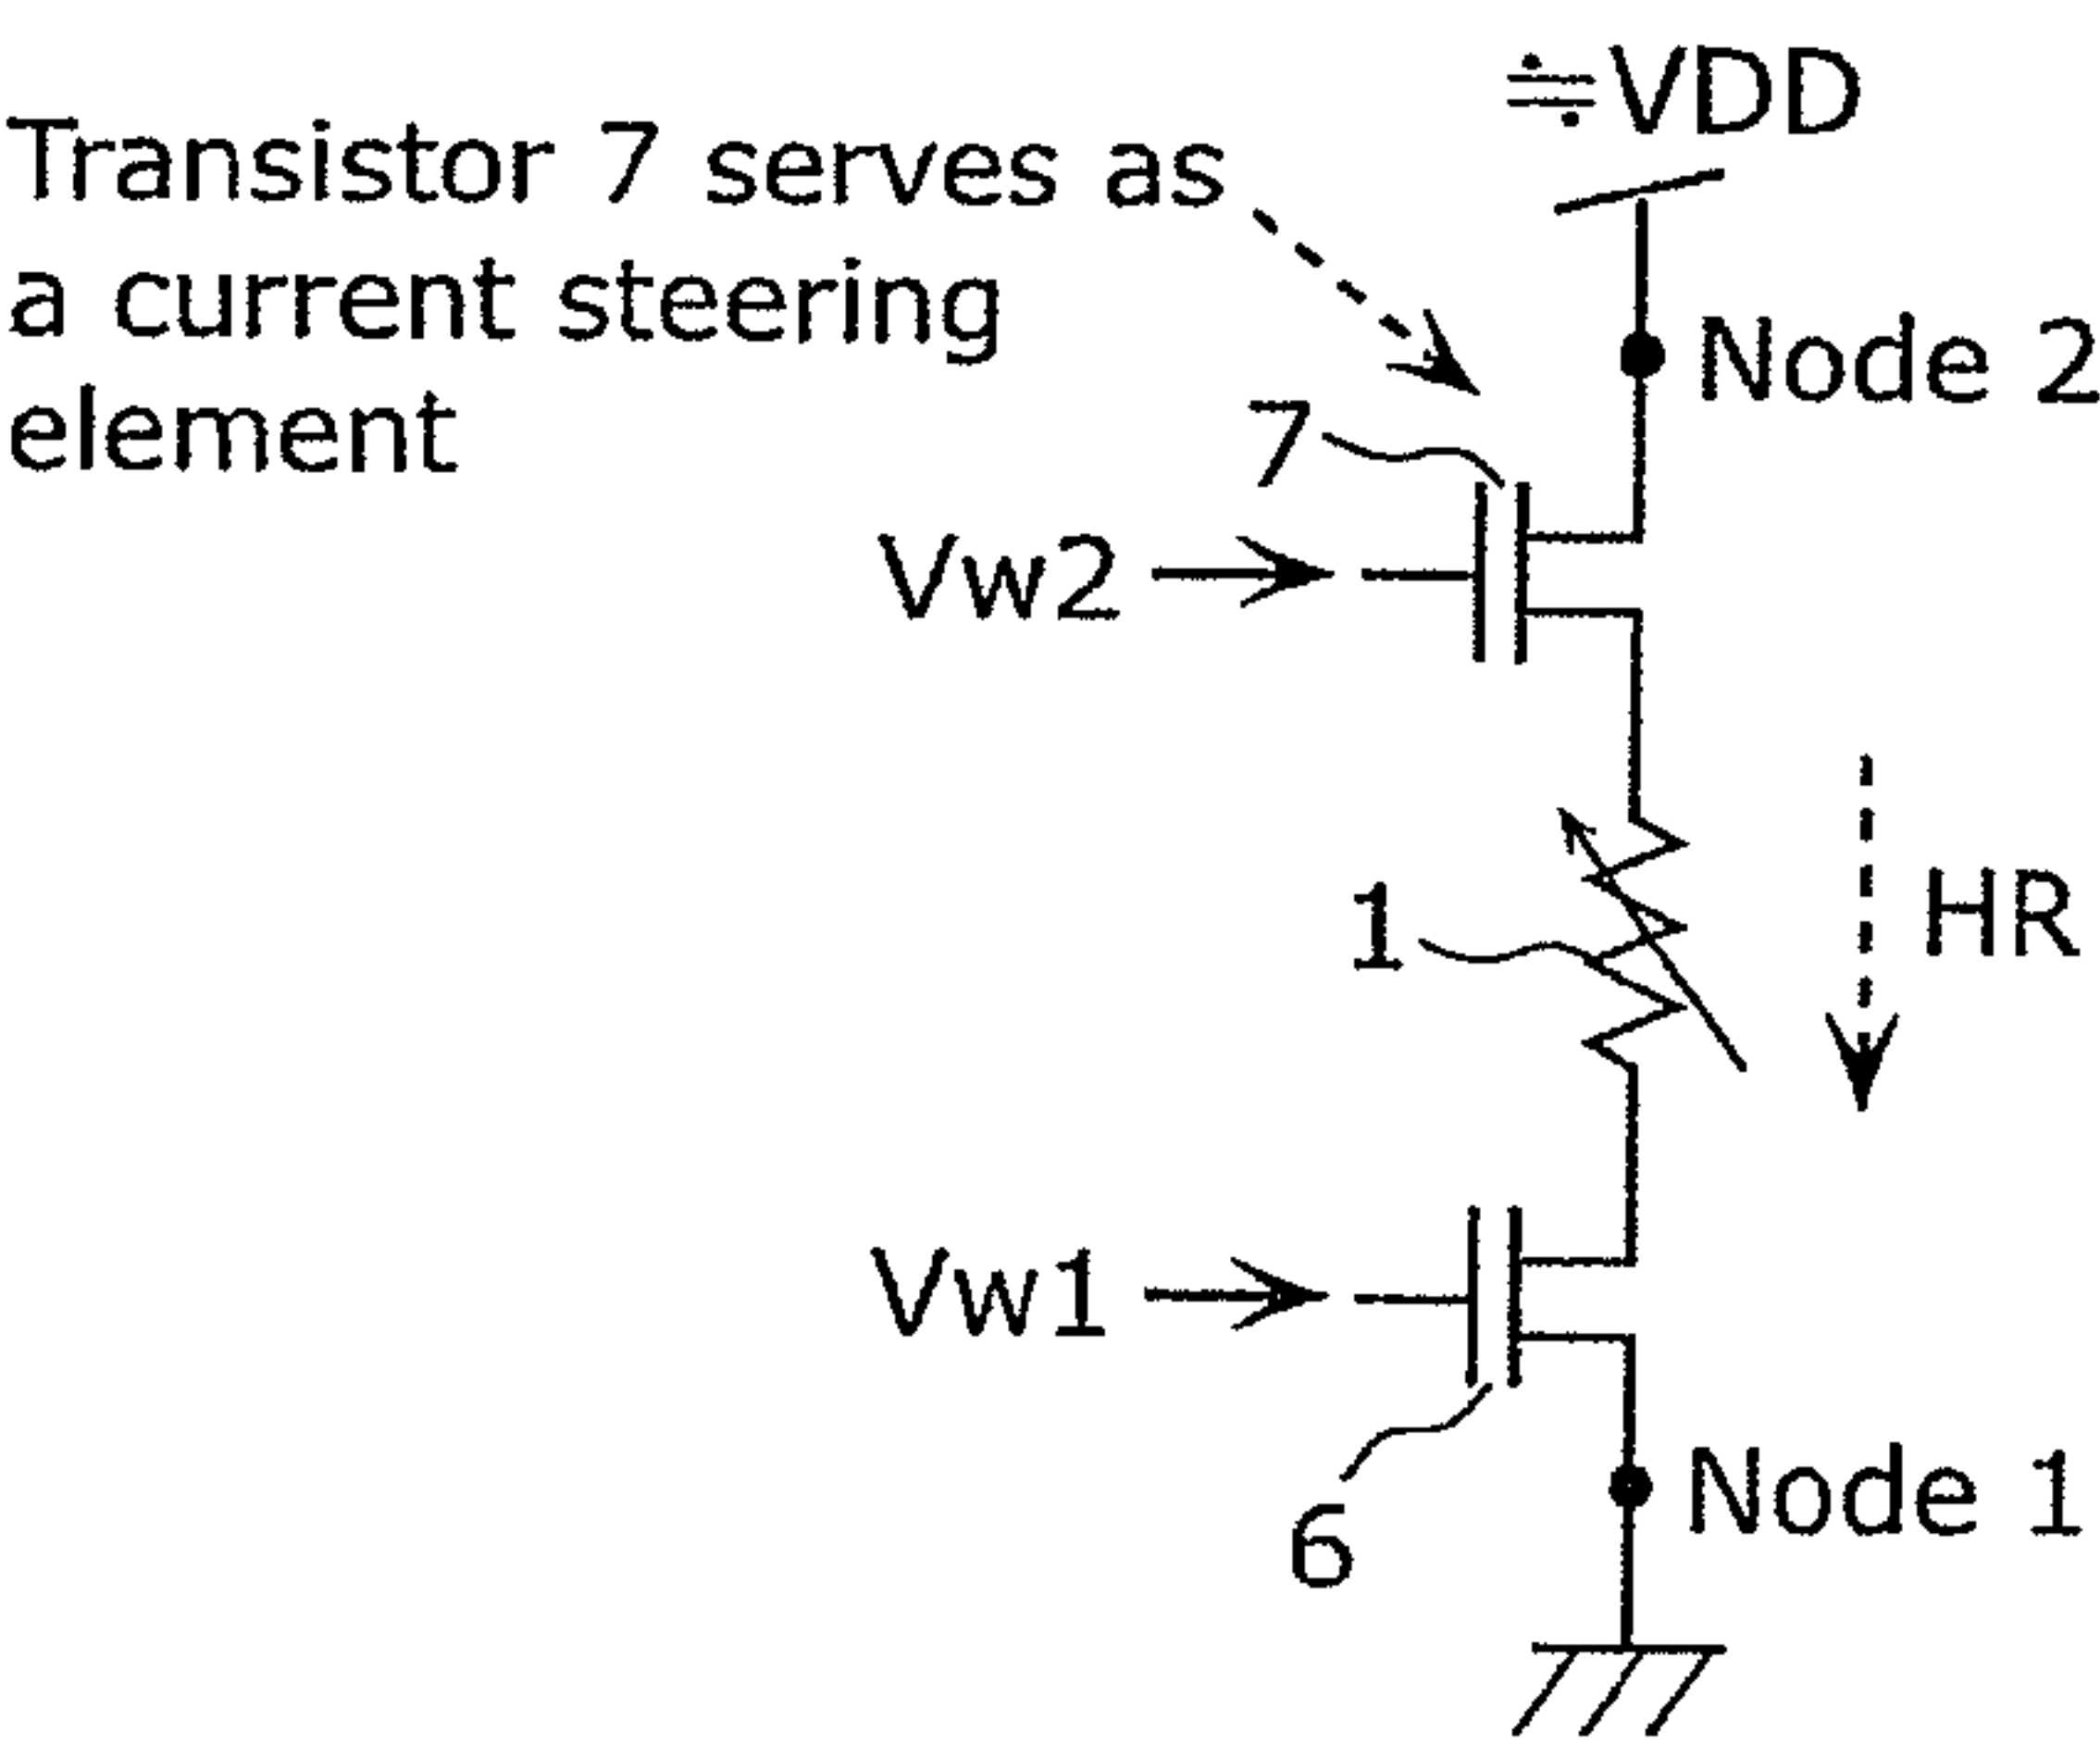 ≒VDD
Transistor 7 serves as
a current steering
element
Node 2
7
Vw2
1
HR
Vw1
6
Node 1